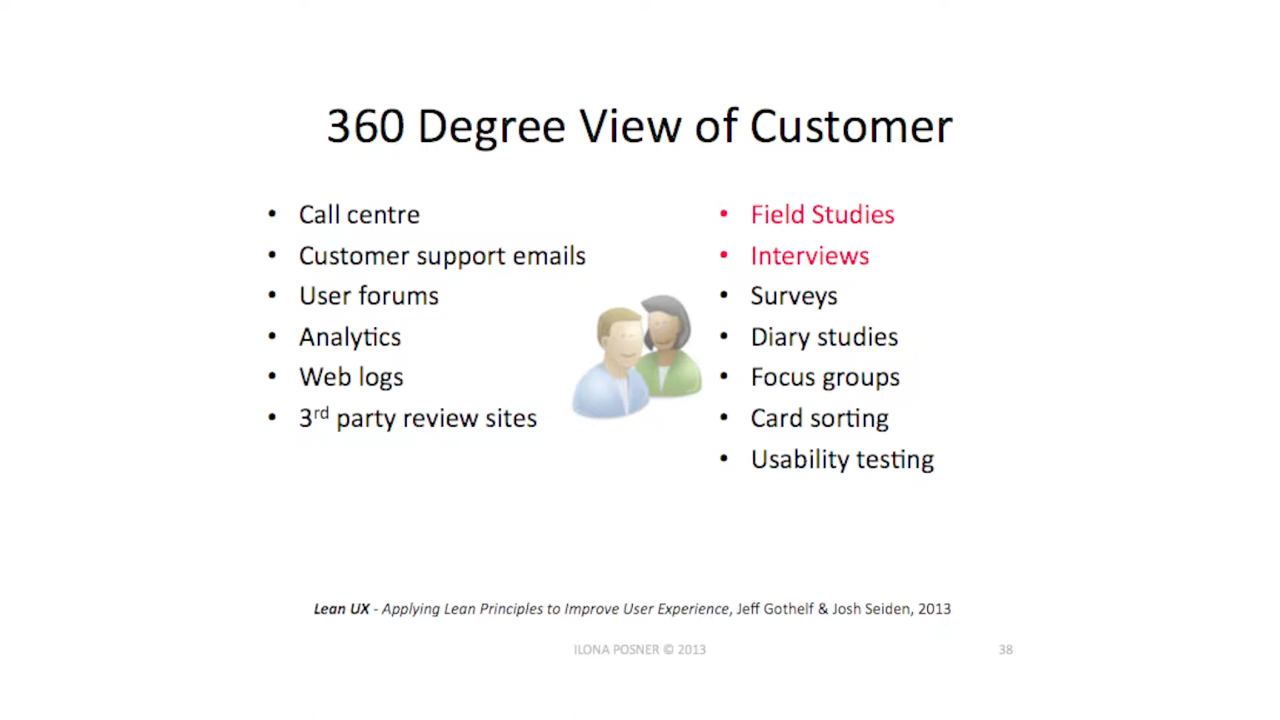 360 Degree View of Customer
• Call centre
• Customer support emails
• User forums
• Analytics
• Web logs
• 3rd party review sites
• Field Studies
• Interviews
• Surveys
• Diary studies
• Focus groups
• Card sorting
• Usability testing
Lean UX - Applying Lean Principles to Improve User Experience, Jeff Gothelf & Josh Seiden, 2013
ILONA POSNER © 2013
38